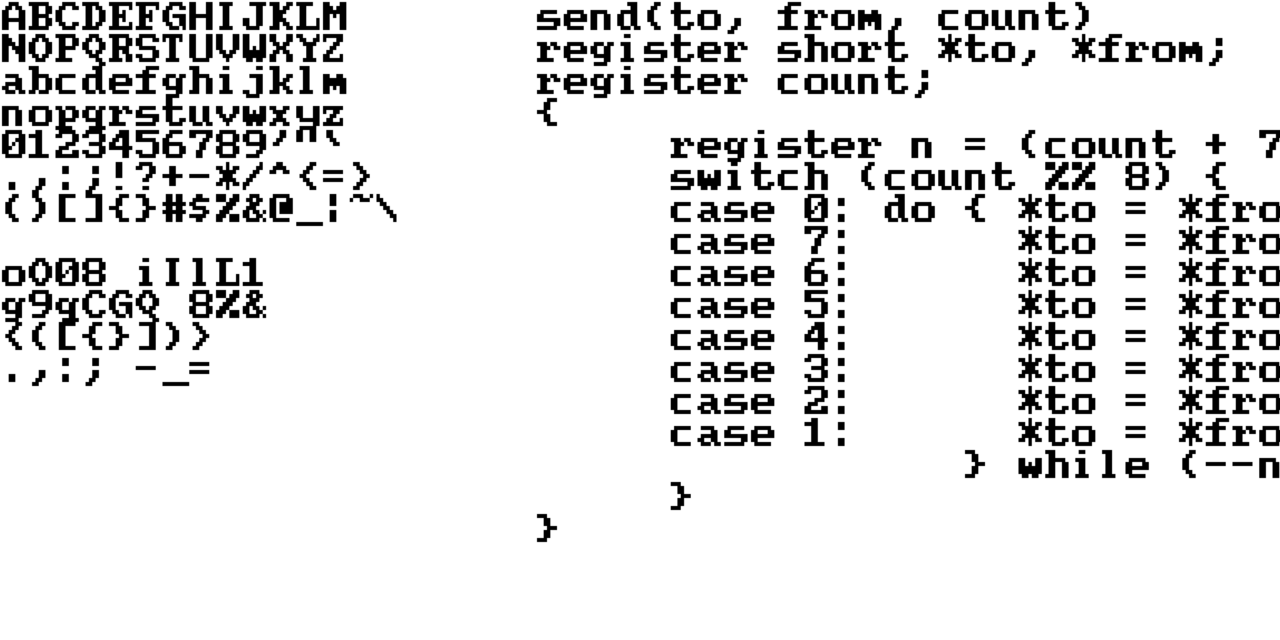 ABCDEFGHIJKLM
NOPQRSTUVWXYZ
abcdefghijklm
nopqrstuvwxyz
0123456789'"`
.,:;!?+-*/^<=>
()[]{}#$%&@_¦~\
oO08 iIlL1
g9qCGQ 8%&
<([{}])>
.,:; -_=
send(to, from, count)
register short *to, *from;
register count;
{
register n = (count + 7
switch (count %% 8) {
case 0: do { *to = *fro
case 7: *to = *fro
case 6: *to = *fro
case 5: *to = *fro
case 4: *to = *fro
case 3: *to = *fro
case 2: *to = *fro
case 1: *to = *fro
} while (--n
}
}